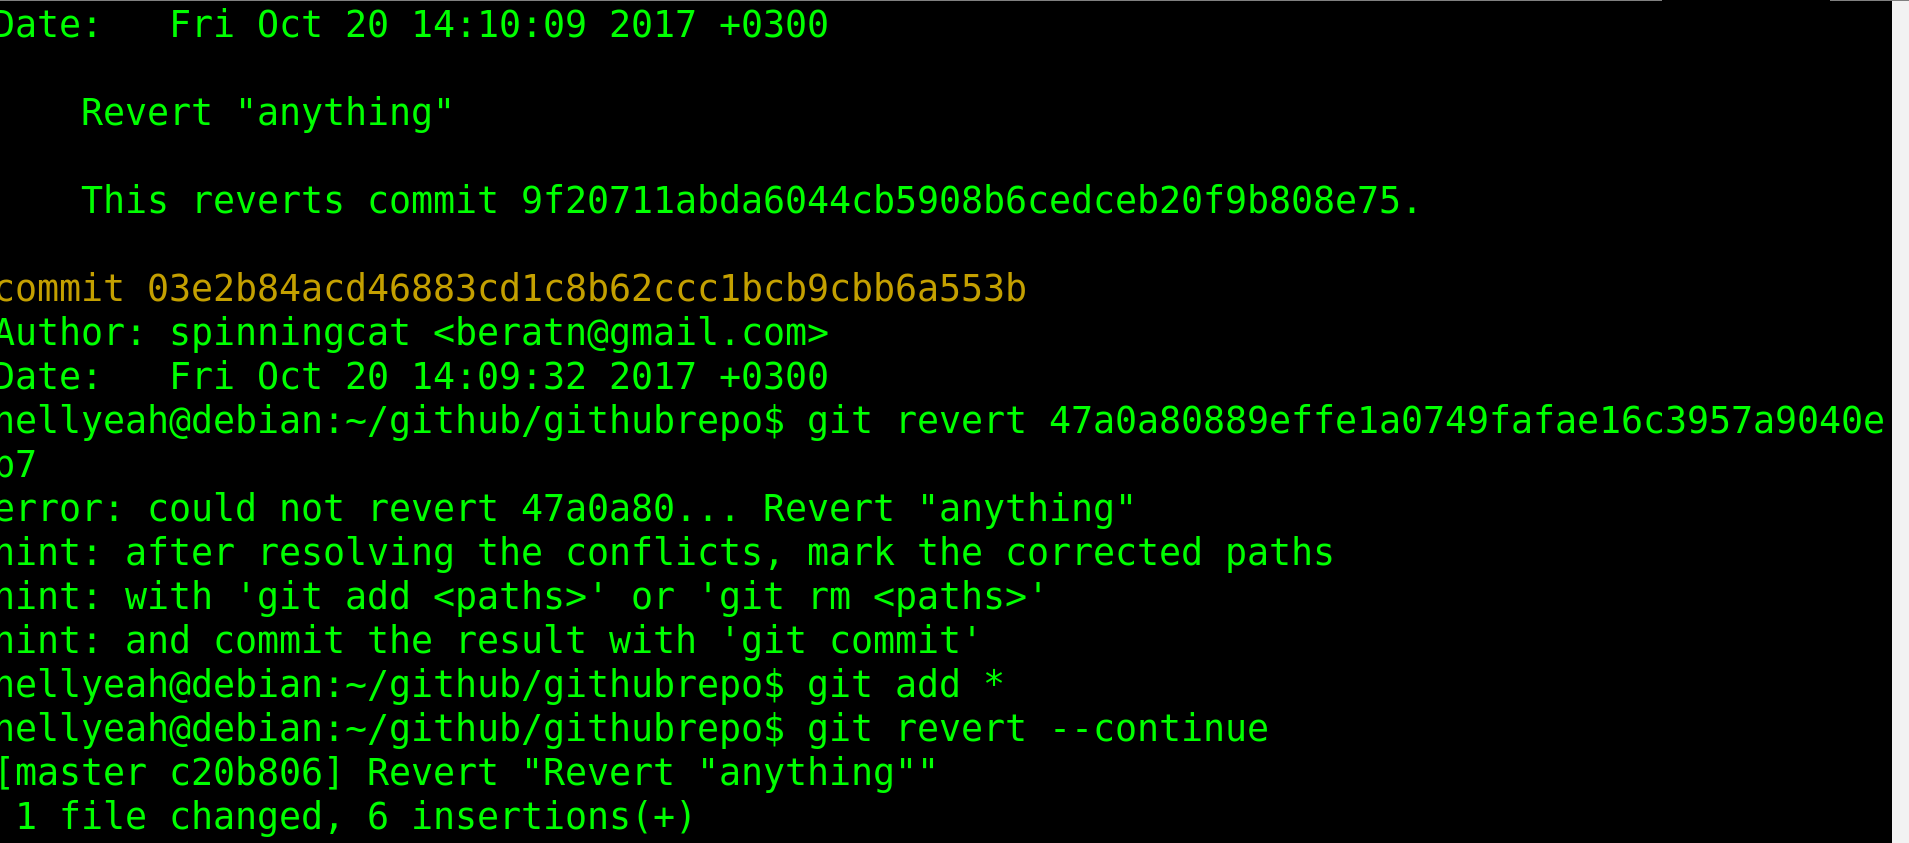 Date:   Fri Oct 20 14:10:09 2017 +0300
Revert "anything"
This reverts commit 9f20711abda6044cb5908b6cedceb20f9b808e75.
commit 03e2b84acd46883cd1c8b62ccc1bcb9cbb6a553b
Author: spinningcat <beratn@gmail.com>
Date:   Fri Oct 20 14:09:32 2017 +0300
hellyeah@debian:~/github/githubrepo$ git revert 47a0a80889effe1a0749fafae16c3957a9040e
b7
error: could not revert 47a0a80... Revert "anything"
hint: after resolving the conflicts, mark the corrected paths
hint: with 'git add <paths>' or 'git rm <paths>'
hint: and commit the result with 'git commit'
hellyeah@debian:~/github/githubrepo$ git add *
hellyeah@debian:~/github/githubrepo$ git revert --continue
[master c20b806] Revert "Revert "anything""
 1 file changed, 6 insertions(+)